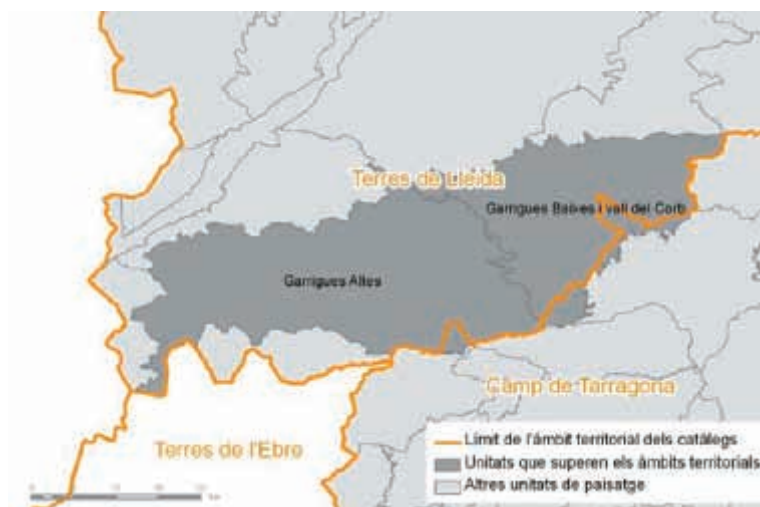 Terres de Lleida
Garrigues Baixes i vall del Corb
Garrigues Altes
Camp de Tarragona
Terres de l'Ebre
Límit de l'àmbit territorial dels catàlegs
Unitats que superen els àmbits territorials
Altres unitats de paisatge